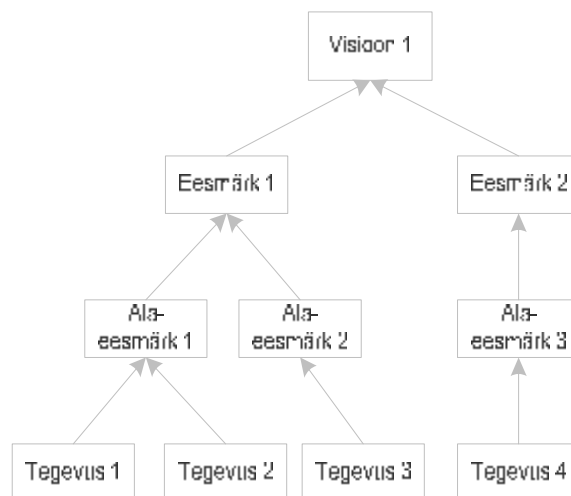 Visioon 1
Eesmärk 1
Eesmärk 2
Ala-
eesmärk 1
Ala-
eesmärk 2
Ala-
eesmärk 3
Tegevus 1
Tegevus 2
Tegevus 3
Tegevus 4